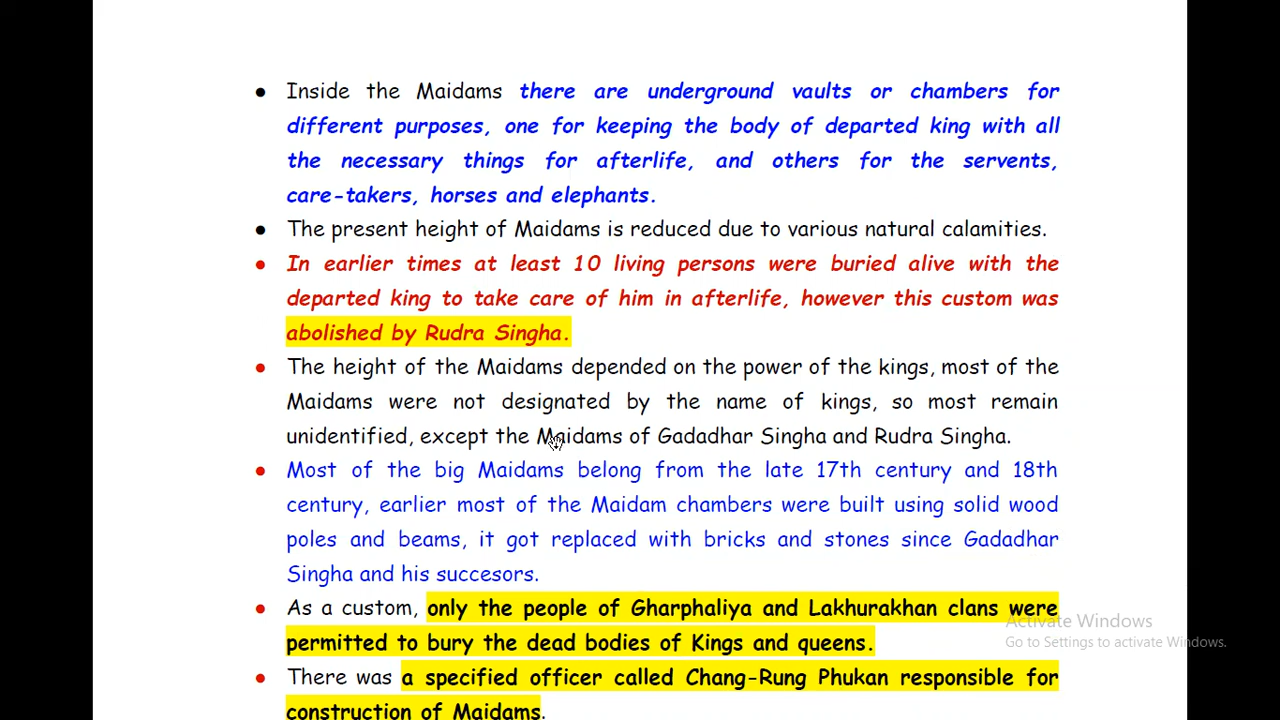 ● Inside the Maidams there are underground vaults or chambers for
different purposes, one for keeping the body of departed king with all
the necessary things for afterlife, and others for the servents,
care-takers, horses and elephants.
● The present height of Maidams is reduced due to various natural calamities.
● In earlier times at least 10 living persons were buried alive with the
departed king to take care of him in afterlife, however this custom was
abolished by Rudra Singha.
● The height of the Maidams depended on the power of the kings, most of the
Maidams were not designated by the name of kings, so most remain
unidentified, except the Maidams of Gadadhar Singha and Rudra Singha.
● Most of the big Maidams belong from the late 17th century and 18th
century, earlier most of the Maidam chambers were built using solid wood
poles and beams, it got replaced with bricks and stones since Gadadhar
Singha and his succesors.
● As a custom, only the people of Gharphaliya and Lakhurakhan clans were
permitted to bury the dead bodies of Kings and queens.
● There was a specified officer called Chang-Rung Phukan responsible for
construction of Maidams.
Activate Windows
Go to Settings to activate Windows.